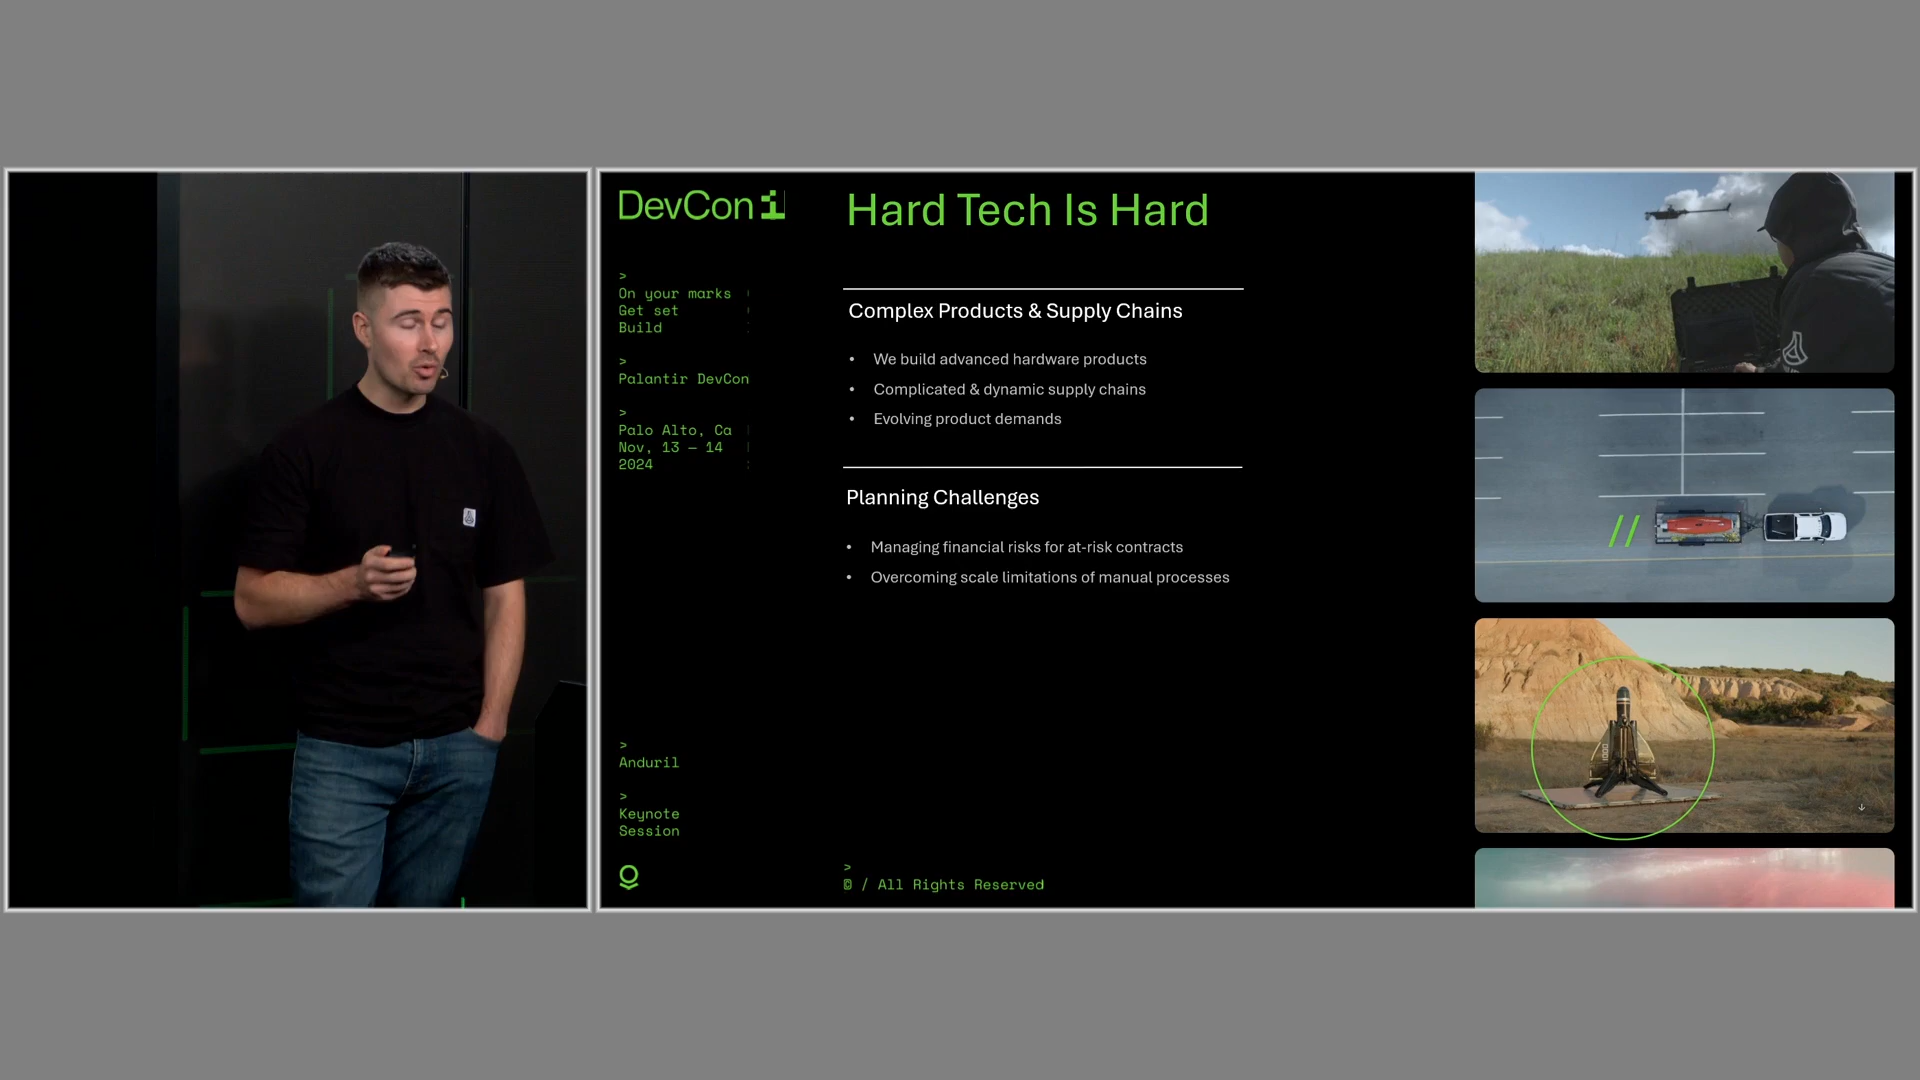 DevCon 1
Hard Tech Is Hard
>
On your marks
Get set
Build
>
Palantir DevCon
>
Palo Alto, Ca
Nov, 13 — 14
2024
Complex Products & Supply Chains
• We build advanced hardware products
• Complicated & dynamic supply chains
• Evolving product demands
Planning Challenges
• Managing financial risks for at-risk contracts
• Overcoming scale limitations of manual processes
>
Anduril
>
Keynote
Session
>
© / All Rights Reserved